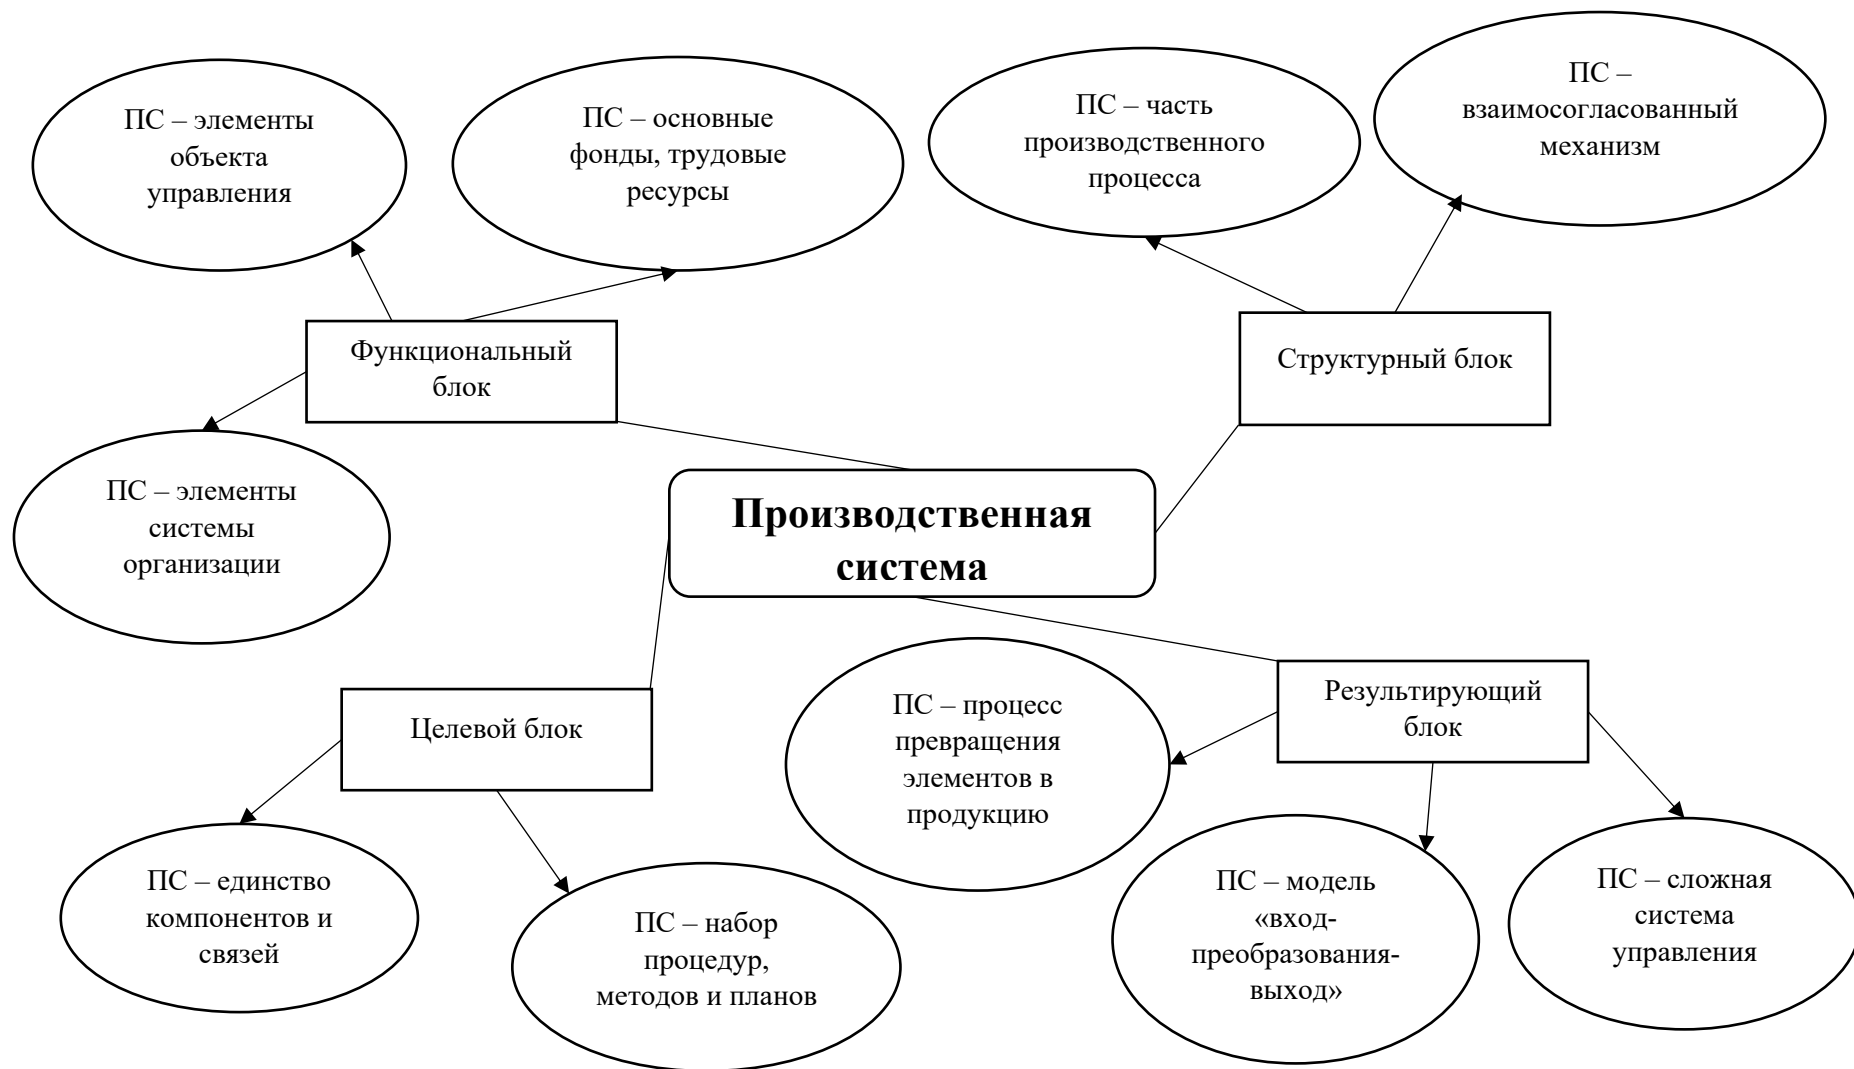 ПС – элементы
объекта
управления
ПС – основные
фонды, трудовые
ресурсы
ПС – часть
производственного
процесса
ПС –
взаимосогласованный
механизм
Функциональный
блок
Структурный блок
ПС – элементы
системы
организации
Производственная
система
Целевой блок
ПС – процесс
превращения
элементов в
продукцию
Результирующий
блок
ПС – единство
компонентов и
связей
ПС – набор
процедур,
методов и планов
ПС – модель
«вход-
преобразования-
выход»
ПС – сложная
система
управления